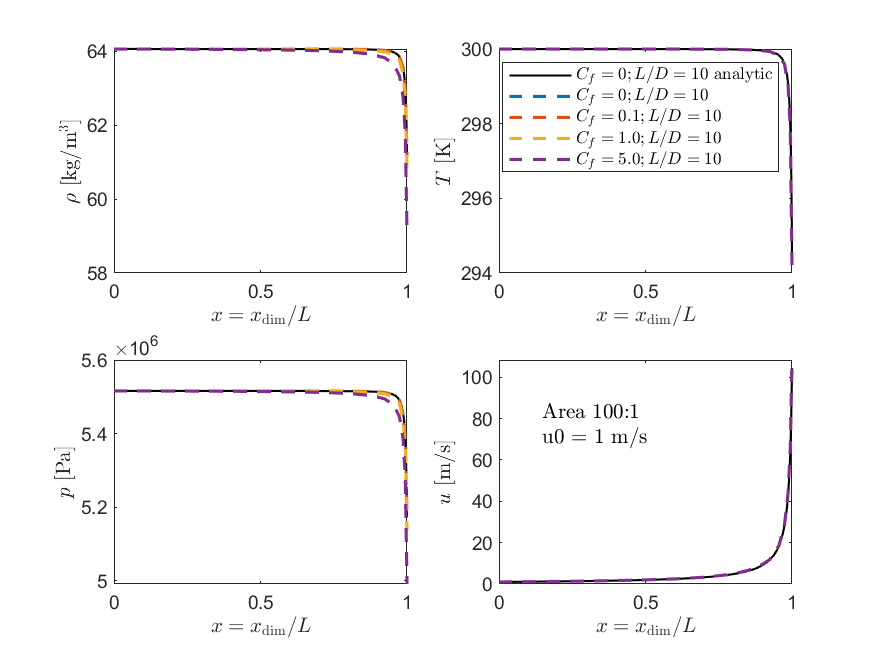 64
62
60
58
0
0.5
1
ρ [kg/m³]
x = x_dim/L
300
298
296
294
0
0.5
1
T [K]
x = x_dim/L
C_f = 0; L/D = 10 analytic
C_f = 0; L/D = 10
C_f = 0.1; L/D = 10
C_f = 1.0; L/D = 10
C_f = 5.0; L/D = 10
×10⁶
5.6
5.4
5.2
5
0
0.5
1
p [Pa]
x = x_dim/L
100
80
60
40
20
0
0
0.5
1
u [m/s]
x = x_dim/L
Area 100:1
u0 = 1 m/s